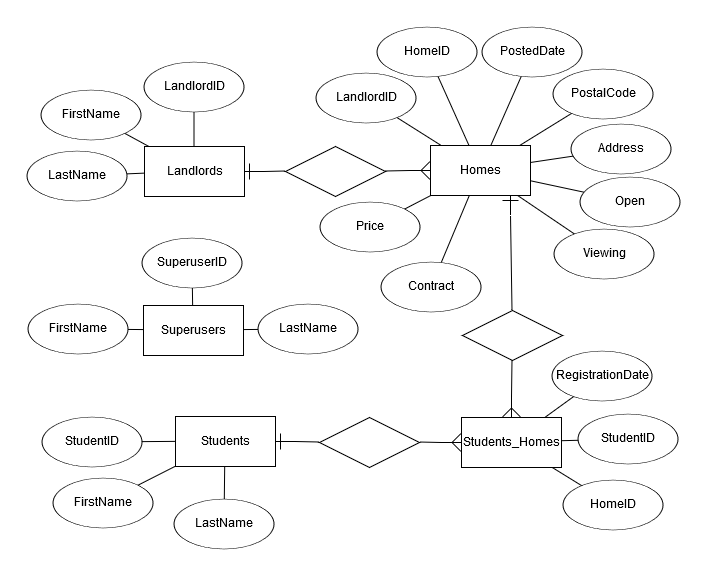 HomeID
PostedDate
LandlordID
PostalCode
LandlordID
FirstName
Address
Landlords
Homes
LastName
Open
Price
Viewing
SuperuserID
Contract
FirstName
Superusers
LastName
RegistrationDate
StudentID
Students
Students_Homes
StudentID
FirstName
HomeID
LastName